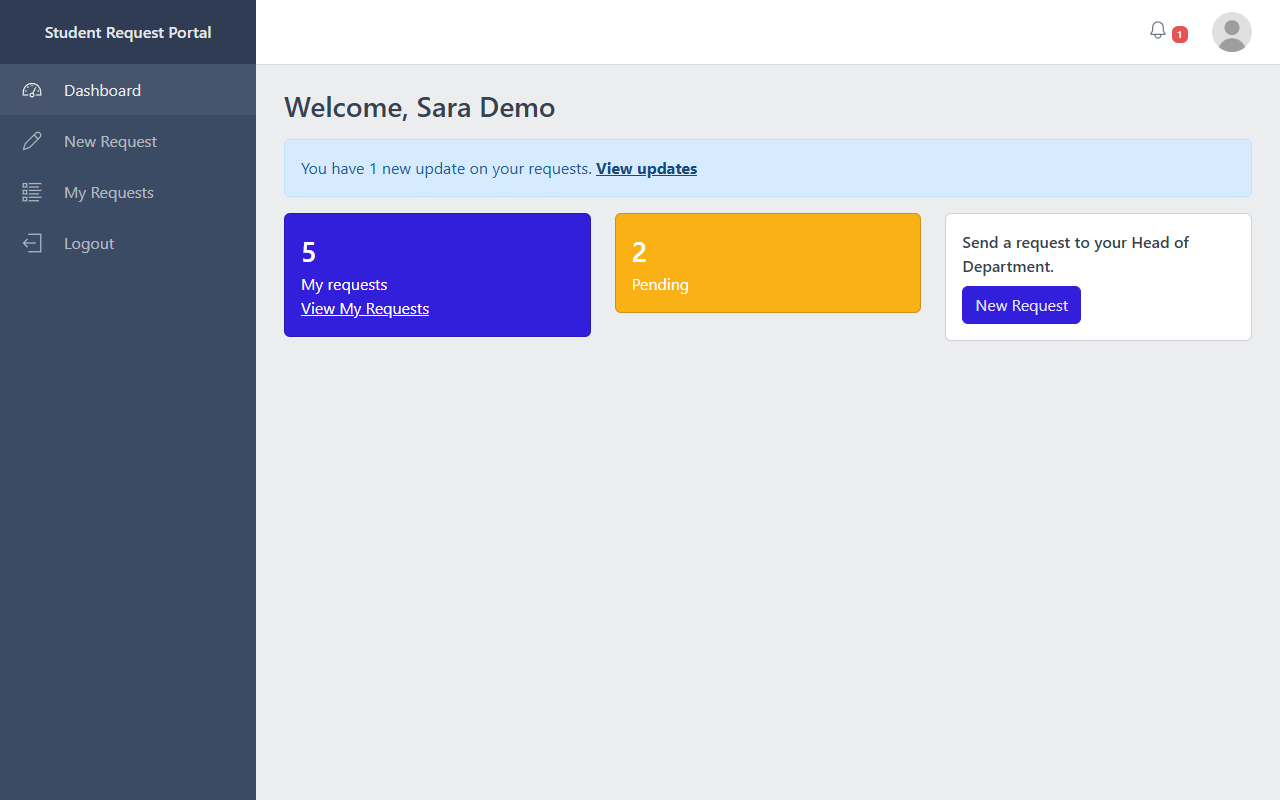 Student Request Portal
1
Dashboard
New Request
My Requests
Logout
Welcome, Sara Demo
You have 1 new update on your requests. View updates
5
My requests
View My Requests
2
Pending
Send a request to your Head of
Department.
New Request